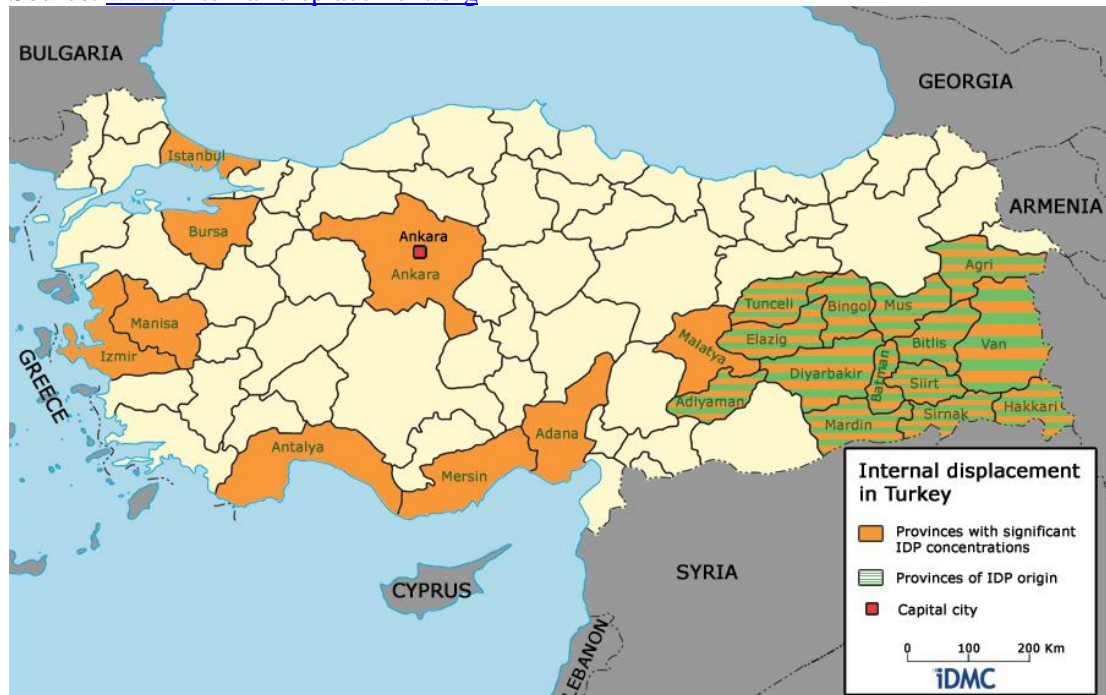 BULGARIA
GEORGIA
ARMENIA
Istanbul
Bursa
Ankara
Ankara
Agri
Tunceli
Bingol
Mus
Manisa
Izmir
Malatya
Elazig
Bitlis
Van
Diyarbakir
Batman
Siirt
Adiyaman
Mardin
Sirnak
Hakkari
GREECE
Antalya
Mersin
Adana
CYPRUS
SYRIA
LEBANON
Internal displacement
in Turkey
Provinces with significant
IDP concentrations
Provinces of IDP origin
Capital city
0 100 200 Km
iDMC